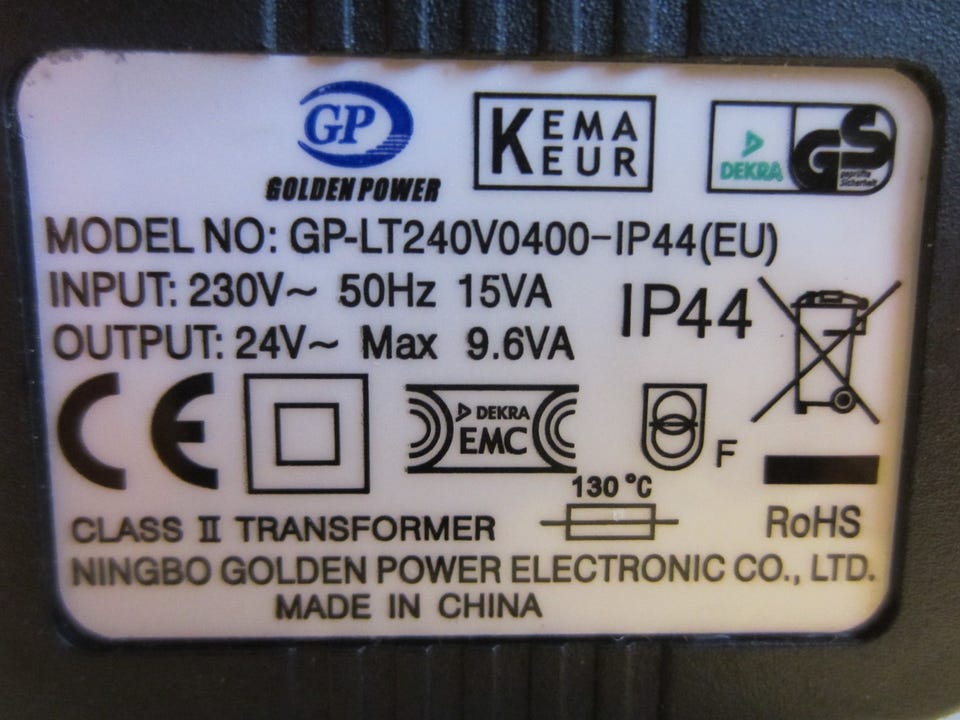 GP
GOLDEN POWER
KEMA
KEUR
DEKRA
GS
geprüfte
Sicherheit
MODEL NO: GP-LT240V0400-IP44(EU)
INPUT: 230V~ 50Hz 15VA
OUTPUT: 24V~ Max 9.6VA
IP44
CE
DEKRA
EMC
F
130 °C
CLASS II TRANSFORMER
RoHS
NINGBO GOLDEN POWER ELECTRONIC CO., LTD.
MADE IN CHINA